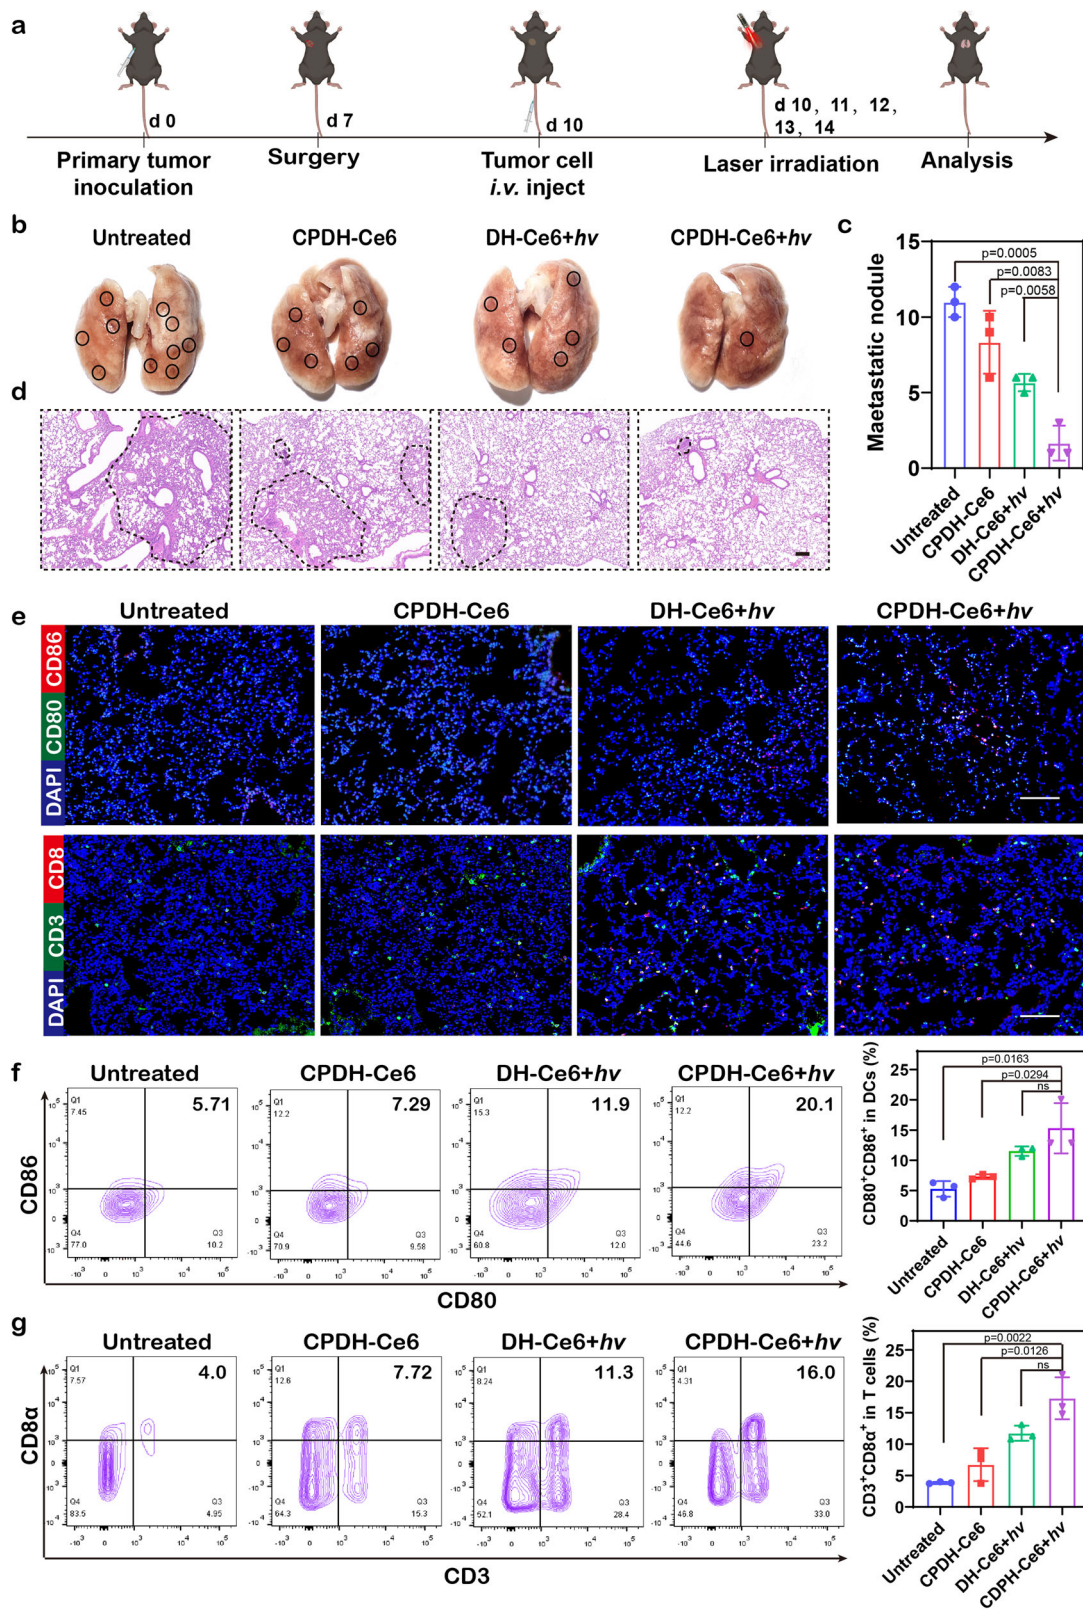 a
d 0
d 7
d 10
d 10, 11, 12,
13, 14
Primary tumor
inoculation
Surgery
Tumor cell
i.v. inject
Laser irradiation
Analysis
b
Untreated
CPDH-Ce6
DH-Ce6+hv
CPDH-Ce6+hv
c
Maetastatic nodule
15
10
5
0
p=0.0005
p=0.0083
p=0.0058
Untreated
CPDH-Ce6
DH-Ce6+hv
CPDH-Ce6+hv
d
e
Untreated
CPDH-Ce6
DH-Ce6+hv
CPDH-Ce6+hv
DAPI CD80 CD86
DAPI CD3 CD8
f
Untreated
CPDH-Ce6
DH-Ce6+hv
CPDH-Ce6+hv
CD86
Q1
7.45
5.71
Q4
77.0
Q3
10.2
Q1
12.2
7.29
Q4
70.9
Q3
9.58
Q1
15.3
11.9
Q4
60.8
Q3
12.0
Q1
12.2
20.1
Q4
44.6
Q3
23.2
CD80
CD80+CD86+ in DCs (%)
25
20
15
10
5
0
p=0.0163
p=0.0294
ns
Untreated
CPDH-Ce6
DH-Ce6+hv
CPDH-Ce6+hv
g
Untreated
CPDH-Ce6
DH-Ce6+hv
CPDH-Ce6+hv
CD8α
Q1
7.57
4.0
Q4
83.5
Q3
4.95
Q1
12.6
7.72
Q4
64.3
Q3
15.3
Q1
8.24
11.3
Q4
52.1
Q3
28.4
Q1
4.31
16.0
Q4
46.8
Q3
33.0
CD3
CD3+CD8α+ in T cells (%)
25
20
15
10
5
0
p=0.0022
p=0.0126
ns
Untreated
CPDH-Ce6
DH-Ce6+hv
CDPH-Ce6+hv